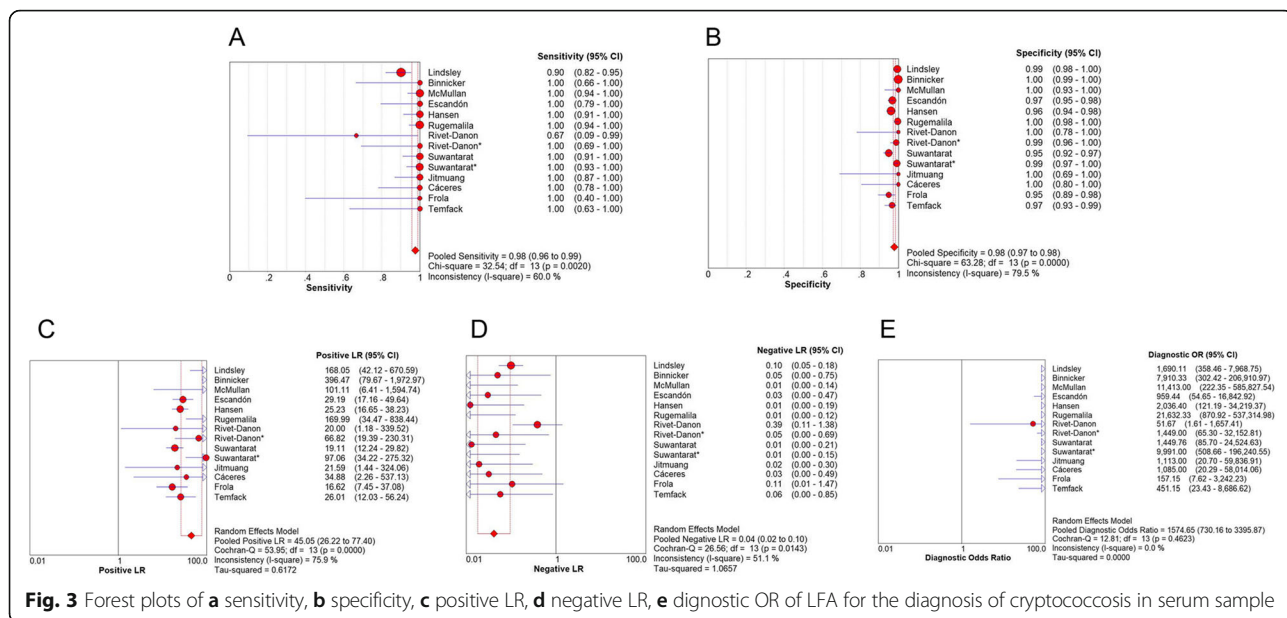 A
Sensitivity (95% CI)
Lindsley 0.90 (0.82 - 0.95)
Binnicker 1.00 (0.66 - 1.00)
McMullan 1.00 (0.94 - 1.00)
Escandón 1.00 (0.79 - 1.00)
Hansen 1.00 (0.91 - 1.00)
Rugemalila 1.00 (0.94 - 1.00)
Rivet-Danon 0.67 (0.09 - 0.99)
Rivet-Danon* 1.00 (0.69 - 1.00)
Suwantarat 1.00 (0.91 - 1.00)
Suwantarat* 1.00 (0.93 - 1.00)
Jitmuang 1.00 (0.87 - 1.00)
Cáceres 1.00 (0.78 - 1.00)
Frola 1.00 (0.40 - 1.00)
Temfack 1.00 (0.63 - 1.00)
Pooled Sensitivity = 0.98 (0.96 to 0.99)
Chi-square = 32.54; df = 13 (p = 0.0020)
Inconsistency (I-square) = 60.0 %
0 .2 .4 .6 .8 1
Sensitivity
B
Specificity (95% CI)
Lindsley 0.99 (0.98 - 1.00)
Binnicker 1.00 (0.99 - 1.00)
McMullan 1.00 (0.93 - 1.00)
Escandón 0.97 (0.95 - 0.98)
Hansen 0.96 (0.94 - 0.98)
Rugemalila 1.00 (0.98 - 1.00)
Rivet-Danon 1.00 (0.78 - 1.00)
Rivet-Danon* 0.99 (0.96 - 1.00)
Suwantarat 0.95 (0.92 - 0.97)
Suwantarat* 0.99 (0.97 - 1.00)
Jitmuang 1.00 (0.69 - 1.00)
Cáceres 1.00 (0.80 - 1.00)
Frola 0.95 (0.89 - 0.98)
Temfack 0.97 (0.93 - 0.99)
Pooled Specificity = 0.98 (0.97 to 0.98)
Chi-square = 63.28; df = 13 (p = 0.0000)
Inconsistency (I-square) = 79.5 %
0 .2 .4 .6 .8 1
Specificity
C
Positive LR (95% CI)
Lindsley 168.05 (42.12 - 670.59)
Binnicker 396.47 (79.67 - 1,972.97)
McMullan 101.11 (6.41 - 1,594.74)
Escandón 29.19 (17.16 - 49.64)
Hansen 25.23 (16.65 - 38.23)
Rugemalila 169.99 (34.47 - 838.44)
Rivet-Danon 20.00 (1.18 - 339.52)
Rivet-Danon* 66.82 (19.39 - 230.31)
Suwantarat 19.11 (12.24 - 29.82)
Suwantarat* 97.06 (34.22 - 275.32)
Jitmuang 21.59 (1.44 - 324.06)
Cáceres 34.88 (2.26 - 537.13)
Frola 16.62 (7.45 - 37.08)
Temfack 26.01 (12.03 - 56.24)
Random Effects Model
Pooled Positive LR = 45.05 (26.22 to 77.40)
Cochran-Q = 53.95; df = 13 (p = 0.0000)
Inconsistency (I-square) = 75.9 %
Tau-squared = 0.6172
0.01 1 100.0
Positive LR
D
Negative LR (95% CI)
Lindsley 0.10 (0.05 - 0.18)
Binnicker 0.05 (0.00 - 0.75)
McMullan 0.01 (0.00 - 0.14)
Escandón 0.03 (0.00 - 0.47)
Hansen 0.01 (0.00 - 0.19)
Rugemalila 0.01 (0.00 - 0.12)
Rivet-Danon 0.39 (0.11 - 1.38)
Rivet-Danon* 0.05 (0.00 - 0.69)
Suwantarat 0.01 (0.00 - 0.21)
Suwantarat* 0.01 (0.00 - 0.15)
Jitmuang 0.02 (0.00 - 0.30)
Cáceres 0.03 (0.00 - 0.49)
Frola 0.11 (0.01 - 1.47)
Temfack 0.06 (0.00 - 0.85)
Random Effects Model
Pooled Negative LR = 0.04 (0.02 to 0.10)
Cochran-Q = 26.56; df = 13 (p = 0.0143)
Inconsistency (I-square) = 51.1 %
Tau-squared = 1.0657
0.01 1 100.0
Negative LR
E
Diagnostic OR (95% CI)
Lindsley 1,690.11 (358.46 - 7,968.75)
Binnicker 7,910.33 (302.42 - 206,910.97)
McMullan 11,413.00 (222.35 - 585,827.54)
Escandón 959.44 (54.65 - 16,842.92)
Hansen 2,036.40 (121.19 - 34,219.37)
Rugemalila 21,632.33 (870.92 - 537,314.98)
Rivet-Danon 51.67 (1.61 - 1,657.41)
Rivet-Danon* 1,449.00 (65.30 - 32,152.81)
Suwantarat 1,449.76 (85.70 - 24,524.63)
Suwantarat* 9,991.00 (508.66 - 196,240.55)
Jitmuang 1,113.00 (20.70 - 59,836.91)
Cáceres 1,085.00 (20.29 - 58,014.06)
Frola 157.15 (7.62 - 3,242.23)
Temfack 451.15 (23.43 - 8,686.62)
Random Effects Model
Pooled Diagnostic Odds Ratio = 1574.65 (730.16 to 3395.87)
Cochran-Q = 12.81; df = 13 (p = 0.4623)
Inconsistency (I-square) = 0.0 %
Tau-squared = 0.0000
0.01 1 100.0
Diagnostic Odds Ratio
Fig. 3 Forest plots of a sensitivity, b specificity, c positive LR, d negative LR, e dignostic OR of LFA for the diagnosis of cryptococcosis in serum sample